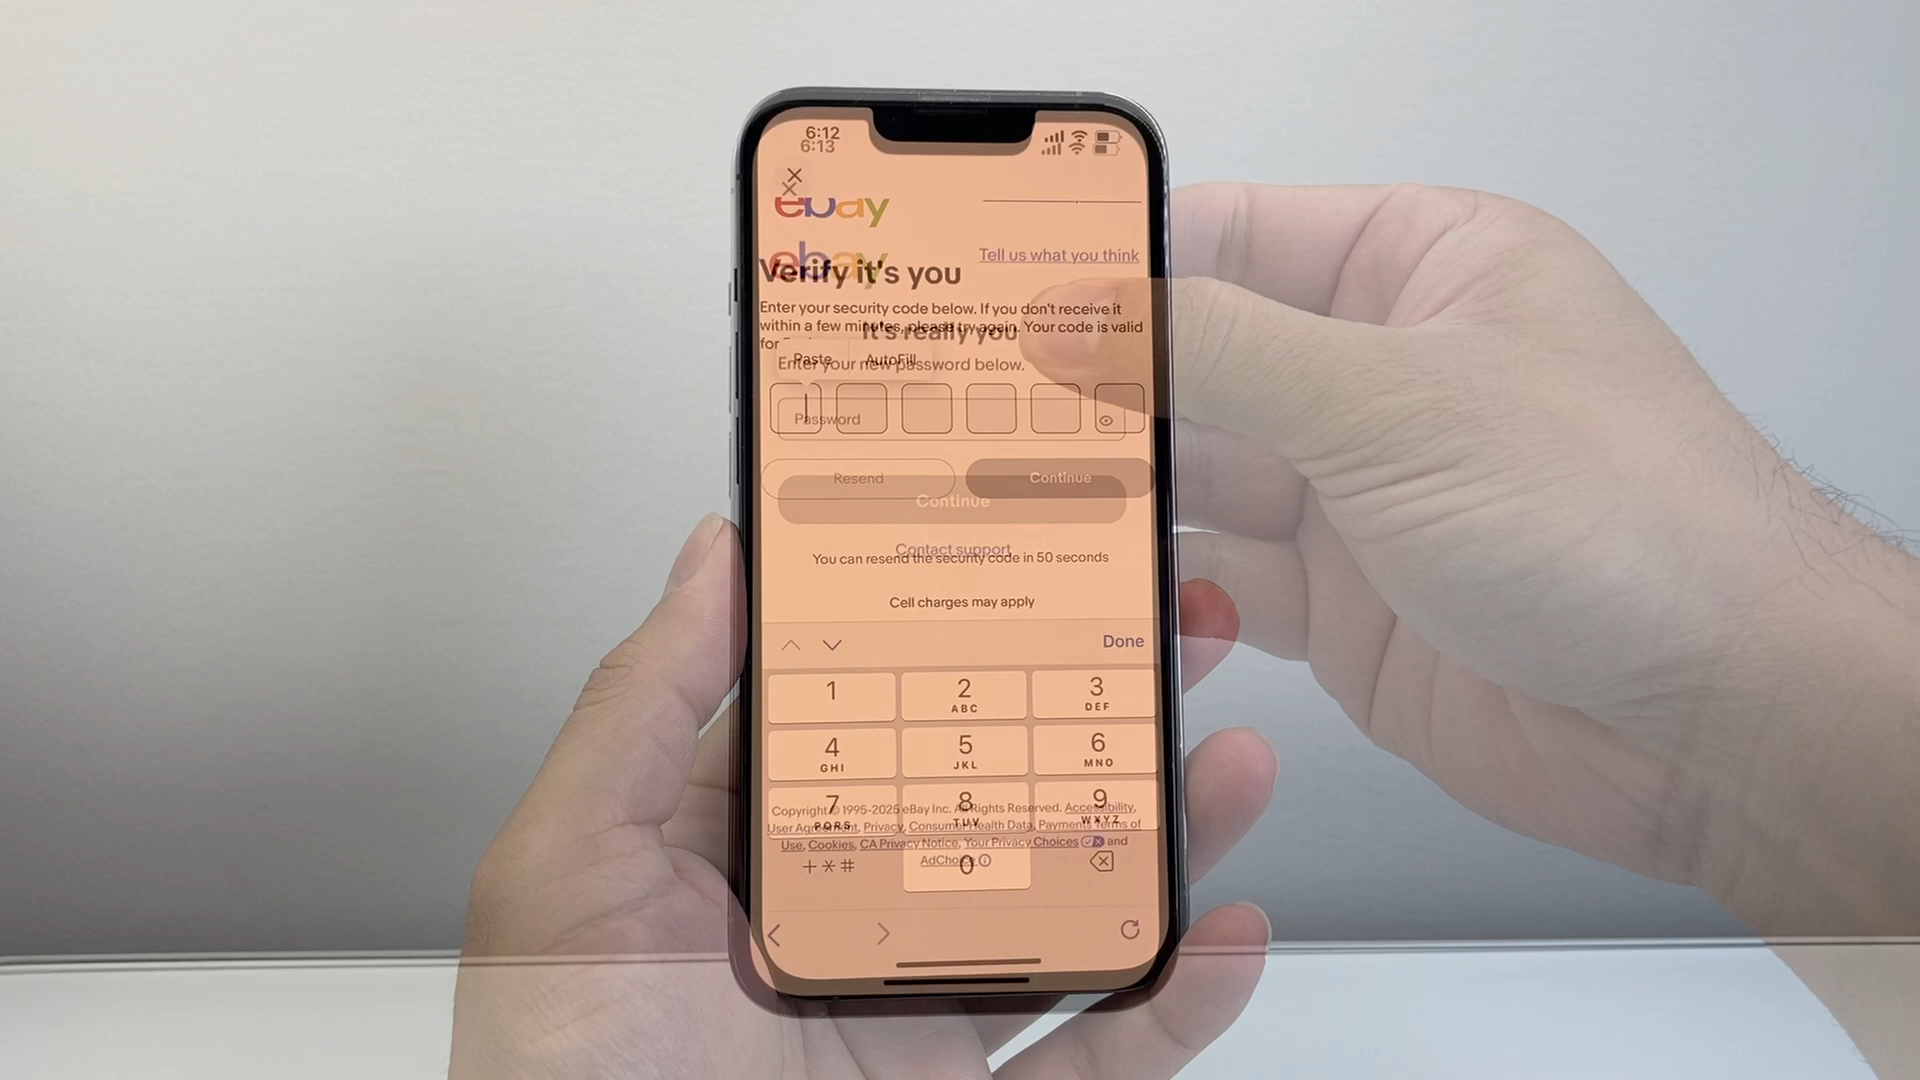 6:12
6:13
ebay
ebay
Tell us what you think
Verify it's you
Enter your security code below. If you don't receive it
within a few minutes, please try again. Your code is valid
for
It's really you
Paste AutoFill
Enter your new password below.
Password
Resend Continue
Continue
Contact support
You can resend the security code in 50 seconds
Cell charges may apply
Done
1 2 3
ABC DEF
4 5 6
GHI JKL MNO
7 8 9
PQRS TUV WXYZ
Copyright © 1995-2025 eBay Inc. All Rights Reserved. Accessibility,
User Agreement, Privacy, Consumer Health Data, Payments Terms of
Use, Cookies, CA Privacy Notice, Your Privacy Choices and
AdChoice
+*# 0